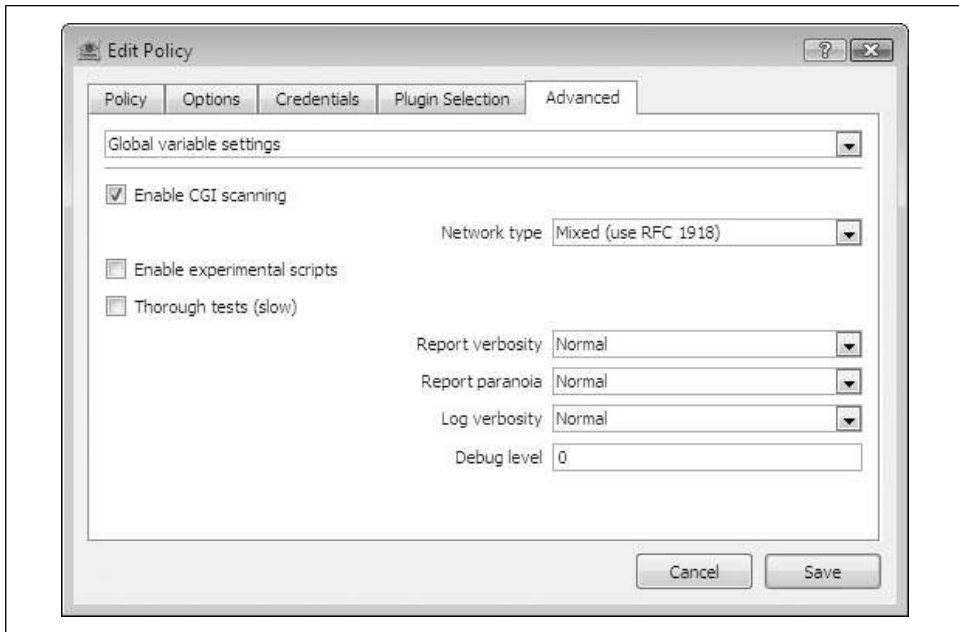 Edit Policy
Policy Options Credentials Plugin Selection Advanced
Global variable settings
Enable CGI scanning
Network type Mixed (use RFC 1918)
Enable experimental scripts
Thorough tests (slow)
Report verbosity Normal
Report paranoia Normal
Log verbosity Normal
Debug level 0
Cancel Save